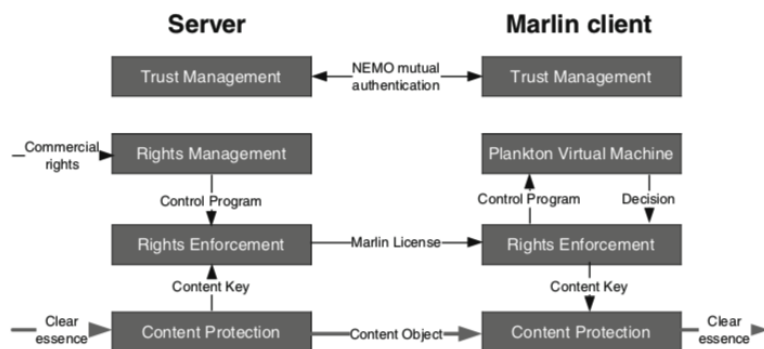 Server
Marlin client
Trust Management
NEMO mutual
authentication
Trust Management
Commercial
rights
Rights Management
Plankton Virtual Machine
Control Program
Control Program
Decision
Rights Enforcement
Marlin License
Rights Enforcement
Content Key
Content Key
Clear
essence
Content Protection
Content Object
Content Protection
Clear
essence